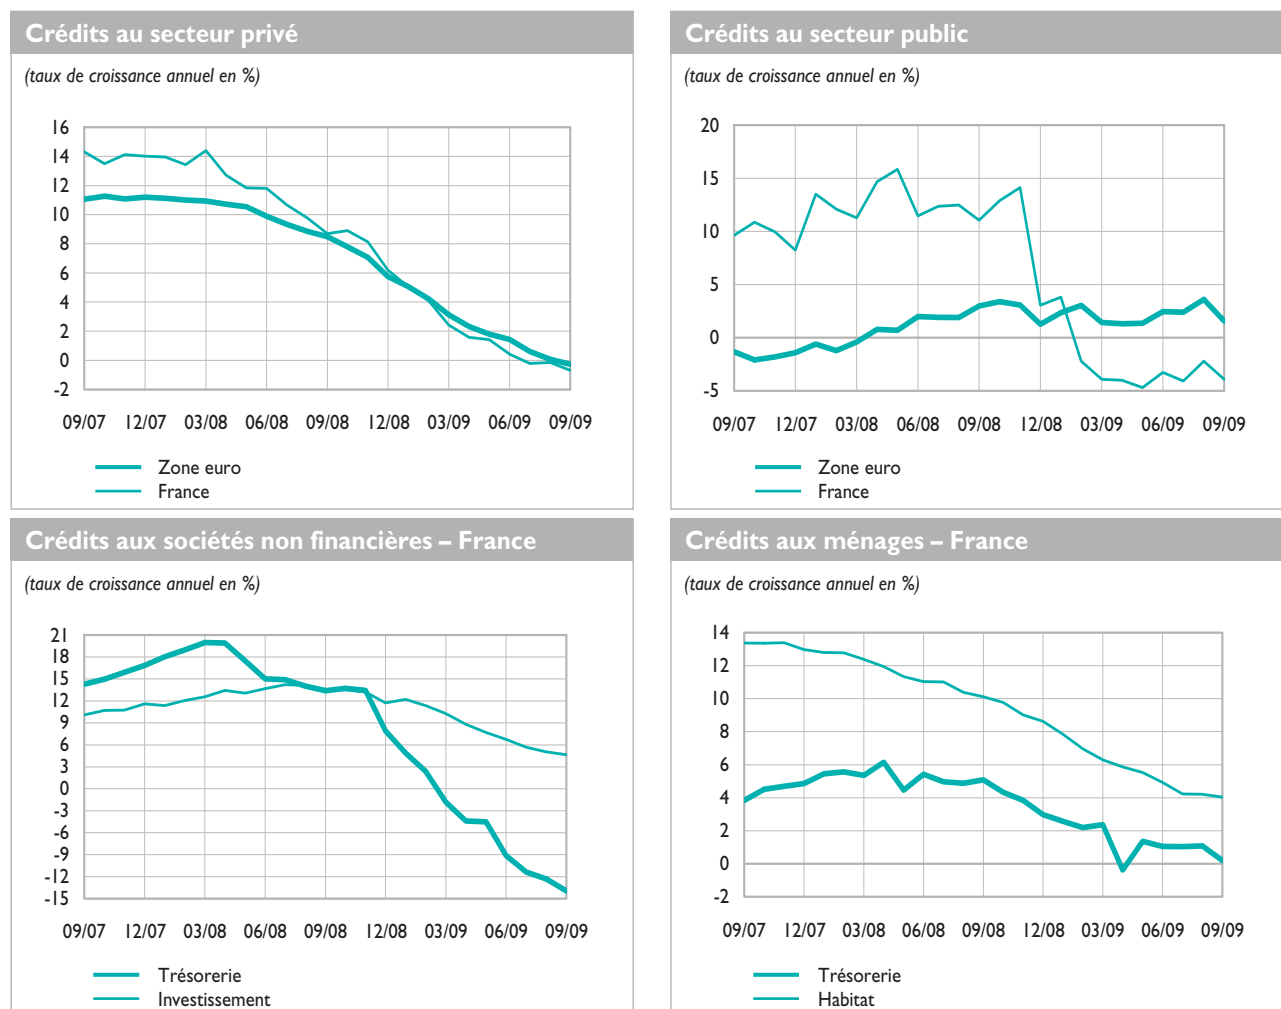 Crédits au secteur privé
(taux de croissance annuel en %)
16
14
12
10
8
6
4
2
0
-2
09/07 12/07 03/08 06/08 09/08 12/08 03/09 06/09 09/09
Zone euro
France
Crédits au secteur public
(taux de croissance annuel en %)
20
15
10
5
0
-5
09/07 12/07 03/08 06/08 09/08 12/08 03/09 06/09 09/09
Zone euro
France
Crédits aux sociétés non financières – France
(taux de croissance annuel en %)
21
18
15
12
9
6
3
0
-3
-6
-9
-12
-15
09/07 12/07 03/08 06/08 09/08 12/08 03/09 06/09 09/09
Trésorerie
Investissement
Crédits aux ménages – France
(taux de croissance annuel en %)
14
12
10
8
6
4
2
0
-2
09/07 12/07 03/08 06/08 09/08 12/08 03/09 06/09 09/09
Trésorerie
Habitat